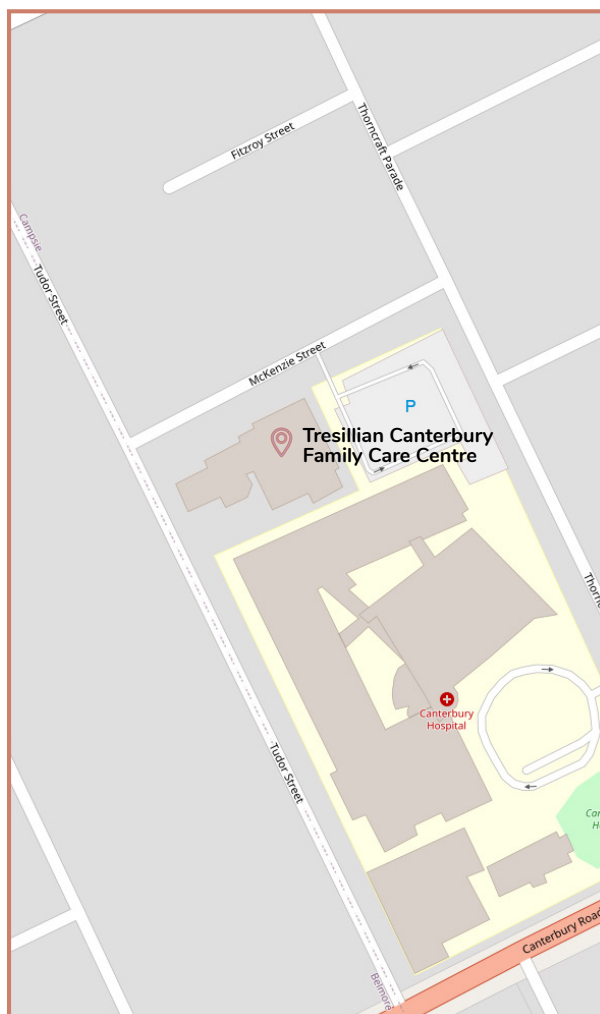 Fitzroy Street
Thorncraft Parade
Campsie
Tudor Street
McKenzie Street
P
Tresillian Canterbury
Family Care Centre
Canterbury
Hospital
Tudor Street
Canterbury Road
Belmore